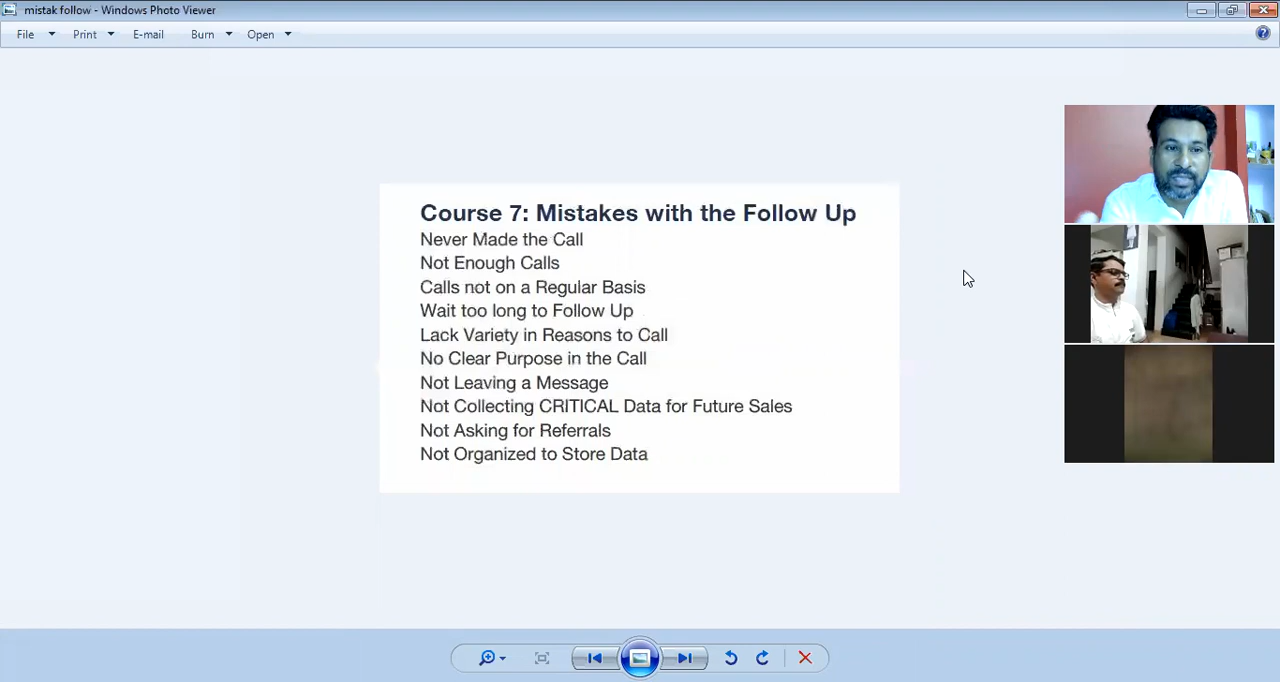 mistak follow - Windows Photo Viewer
File Print E-mail Burn Open
Course 7: Mistakes with the Follow Up
Never Made the Call
Not Enough Calls
Calls not on a Regular Basis
Wait too long to Follow Up
Lack Variety in Reasons to Call
No Clear Purpose in the Call
Not Leaving a Message
Not Collecting CRITICAL Data for Future Sales
Not Asking for Referrals
Not Organized to Store Data